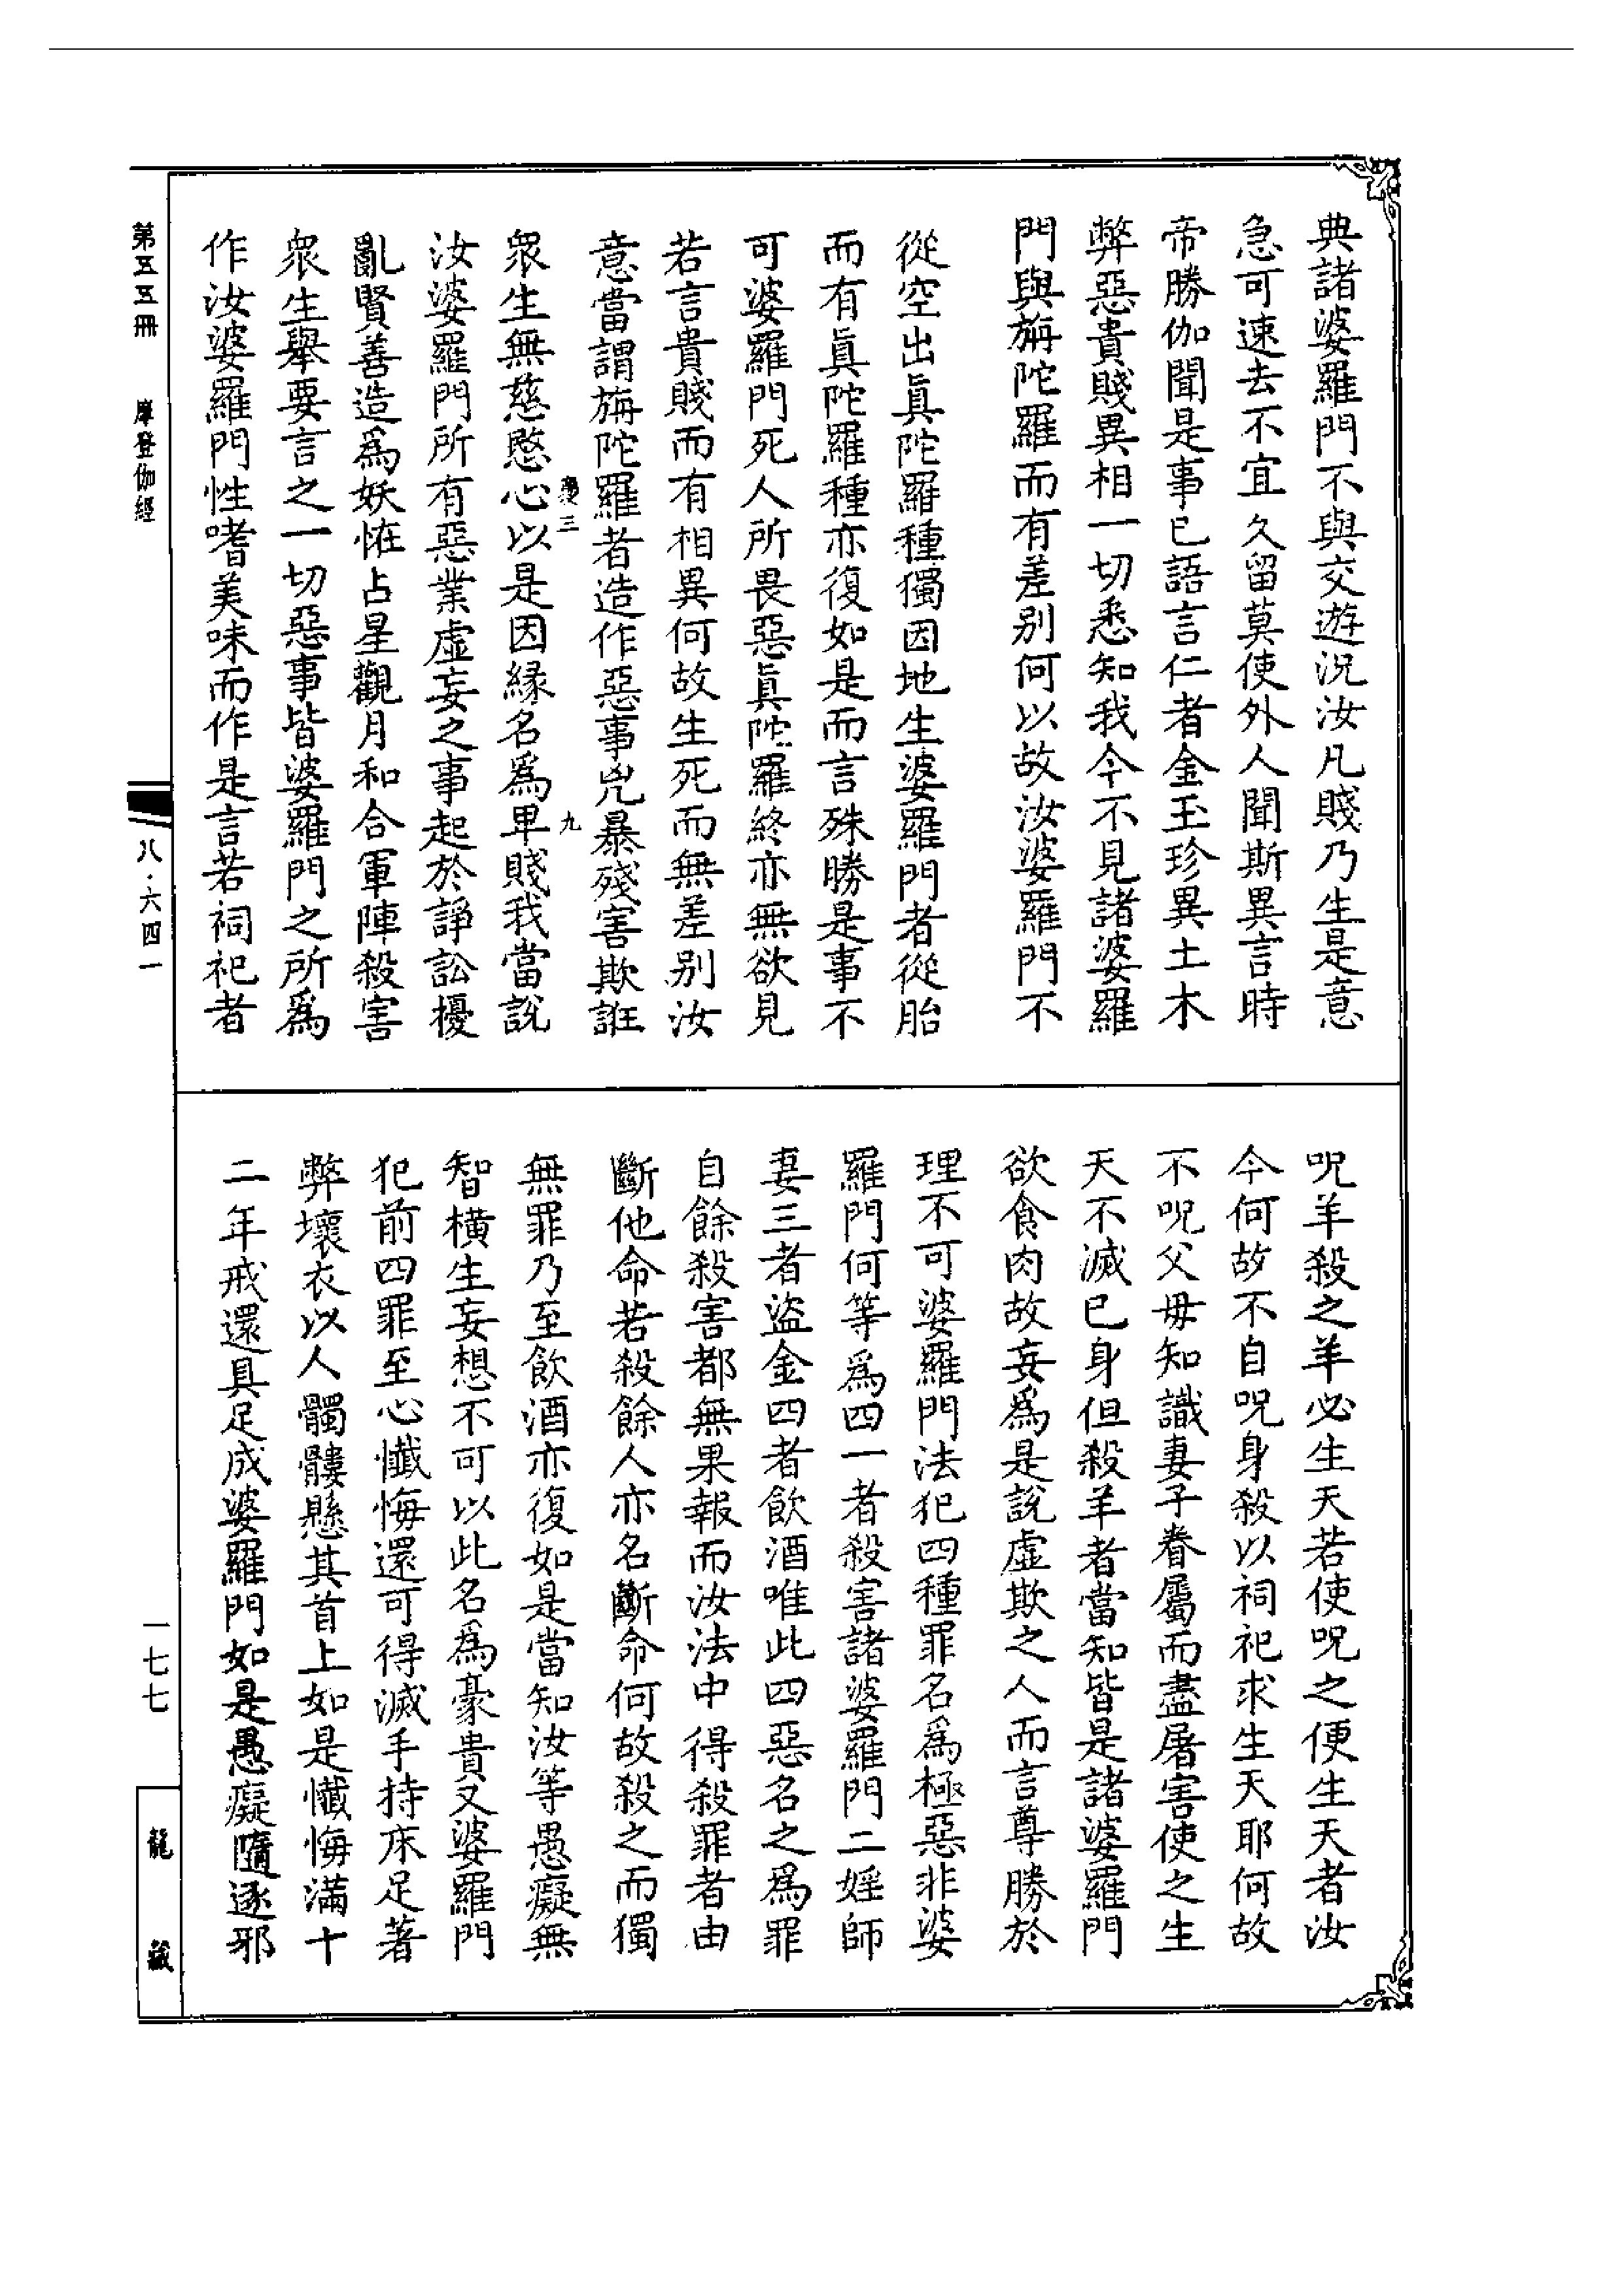 典諸婆羅門不與交遊況汝凡賤乃生是意
急可速去不宜久留莫使外人聞斯異言時
帝勝伽聞是事已語言仁者金玉珍異土木
弊惡貴賤異相一切悉知我今不見諸婆羅
門與旃陀羅而有差别何以故汝婆羅門不
從空出眞陀羅種獨因地生婆羅門者從胎
而有眞陀羅種亦復如是而言殊勝是事不
可婆羅門死人所畏惡眞陀羅終亦無欲見
若言貴賤而有相異何故生死而無差别汝
意當謂旃陀羅者造作惡事兇暴殘害欺誑
衆生無慈愍心以是因縁名爲卑賤我當說
汝婆羅門所有惡業虛妄之事起於諍訟擾
亂賢善造爲妖恠占星觀月和合軍陣殺害
衆生舉要言之一切惡事皆婆羅門之所爲
作汝婆羅門性嗜美味而作是言若祠祀者
三
九
呪羊殺之羊必生天若使呪之便生天者汝
今何故不自呪身殺以祠祀求生天耶何故
不呪父母知識妻子眷屬而盡屠害使之生
天不滅已身但殺羊者當知皆是諸婆羅門
欲食肉故妄爲是說虛欺之人而言尊勝於
理不可婆羅門法犯四種罪名爲極惡非婆
羅門何等爲四一者殺害諸婆羅門二婬師
妻三者盜金四者飲酒唯此四惡名之爲罪
自餘殺害都無果報而汝法中得殺罪者由
斷他命若殺餘人亦名斷命何故殺之而獨
無罪乃至飲酒亦復如是當知汝等愚癡無
智横生妄想不可以此名爲豪貴又婆羅門
犯前四罪至心懺悔還可得滅手持床足著
弊壞衣以人髑髏懸其首上如是懺悔滿十
二年戒還具足成婆羅門如是愚癡隨逐邪
第五五冊 摩登伽經
八·六四一
一七七
龍藏